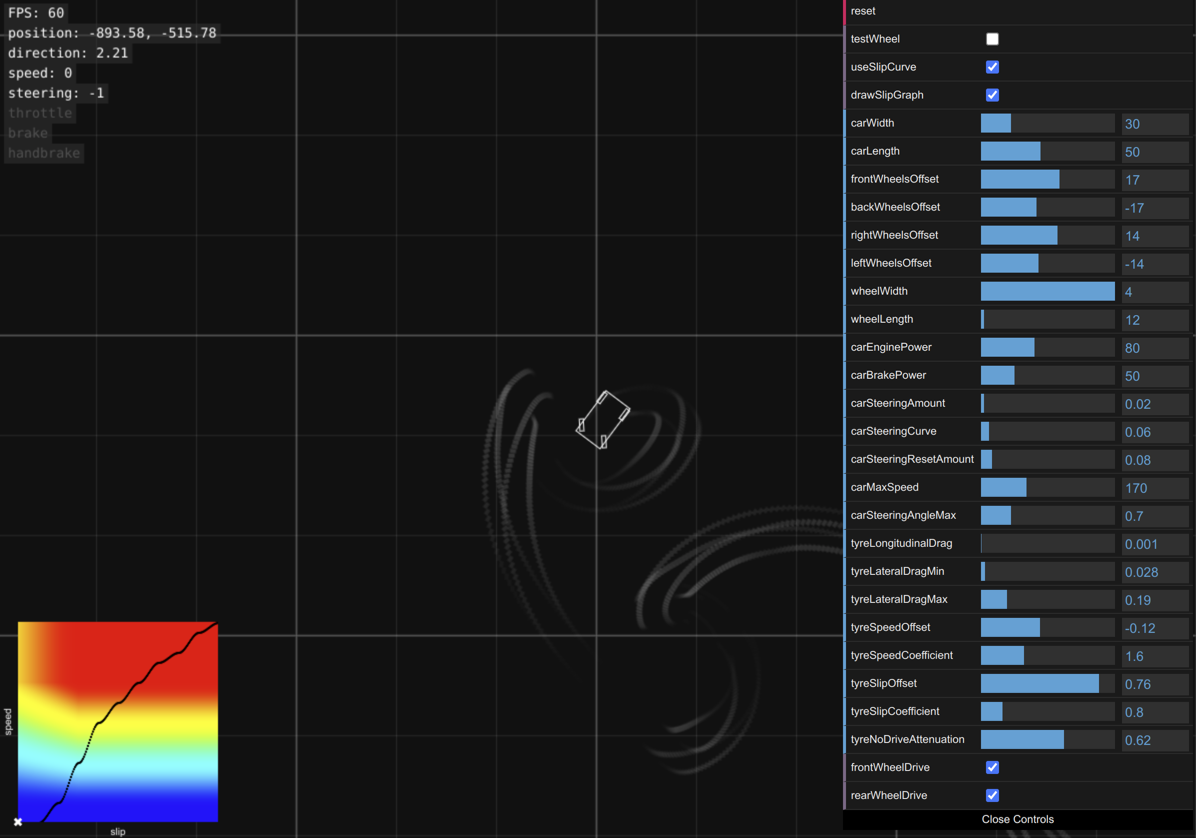 FPS: 60
position: -893.58, -515.78
direction: 2.21
speed: 0
steering: -1
throttle
brake
handbrake
speed
slip
reset
testWheel
useSlipCurve
drawSlipGraph
carWidth 30
carLength 50
frontWheelsOffset 17
backWheelsOffset -17
rightWheelsOffset 14
leftWheelsOffset -14
wheelWidth 4
wheelLength 12
carEnginePower 80
carBrakePower 50
carSteeringAmount 0.02
carSteeringCurve 0.06
carSteeringResetAmount 0.08
carMaxSpeed 170
carSteeringAngleMax 0.7
tyreLongitudinalDrag 0.001
tyreLateralDragMin 0.028
tyreLateralDragMax 0.19
tyreSpeedOffset -0.12
tyreSpeedCoefficient 1.6
tyreSlipOffset 0.76
tyreSlipCoefficient 0.8
tyreNoDriveAttenuation 0.62
frontWheelDrive
rearWheelDrive
Close Controls